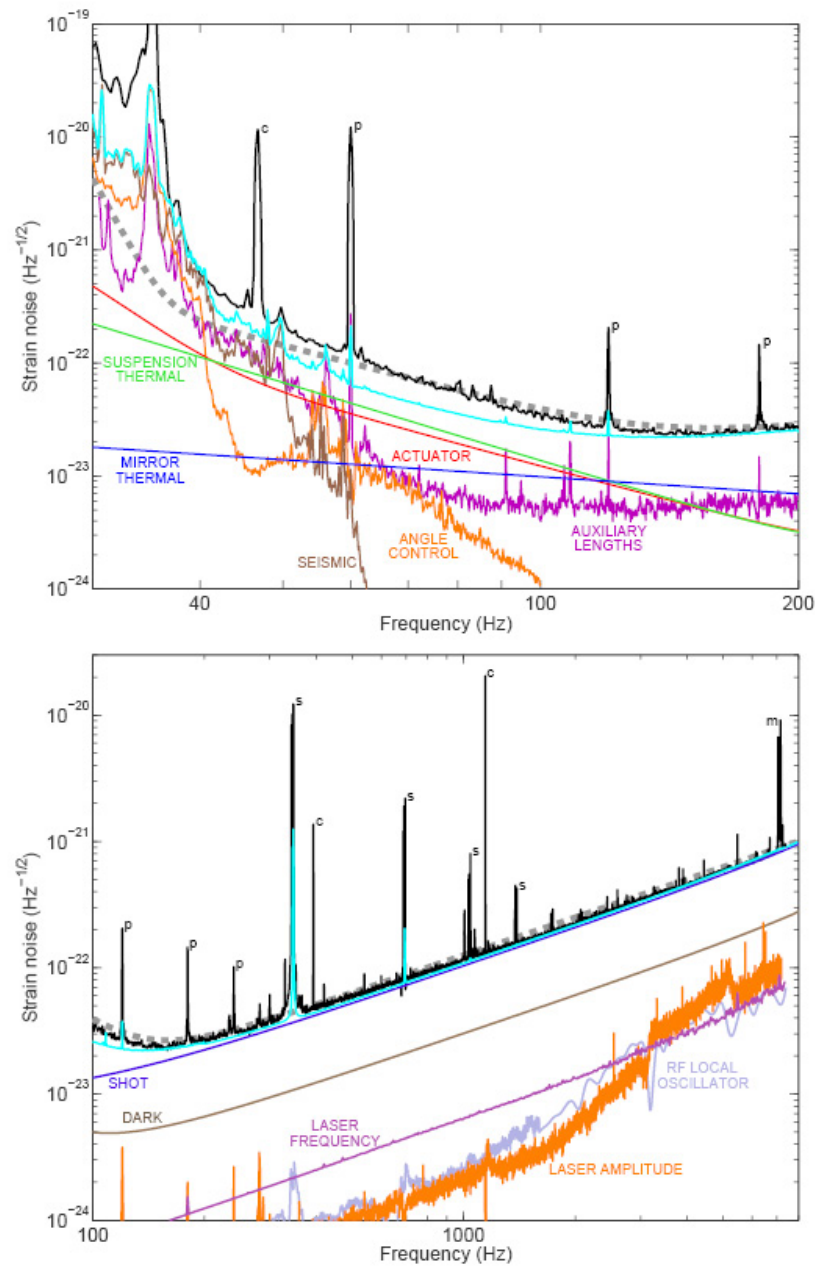 10⁻¹⁹
10⁻²⁰
c
p
10⁻²¹
Strain noise (Hz⁻¹/²)
10⁻²²
p
p
SUSPENSION
THERMAL
10⁻²³
MIRROR
THERMAL
ACTUATOR
ANGLE
CONTROL
AUXILIARY
LENGTHS
SEISMIC
10⁻²⁴
40
100
200
Frequency (Hz)
10⁻²⁰
s
c
m
10⁻²¹
c
s
s
s
Strain noise (Hz⁻¹/²)
p
p
p
10⁻²²
SHOT
10⁻²³
DARK
RF LOCAL
OSCILLATOR
LASER
FREQUENCY
LASER AMPLITUDE
10⁻²⁴
100
1000
Frequency (Hz)